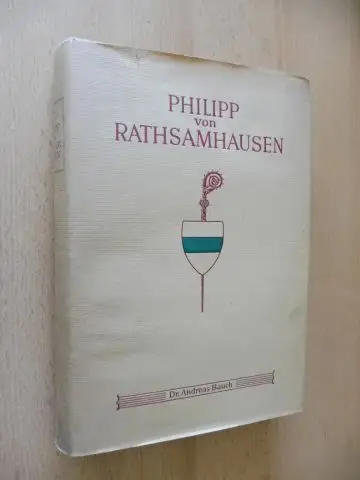 PHILIPP
von
RATHSAMHAUSEN
Dr. Andreas Bauch